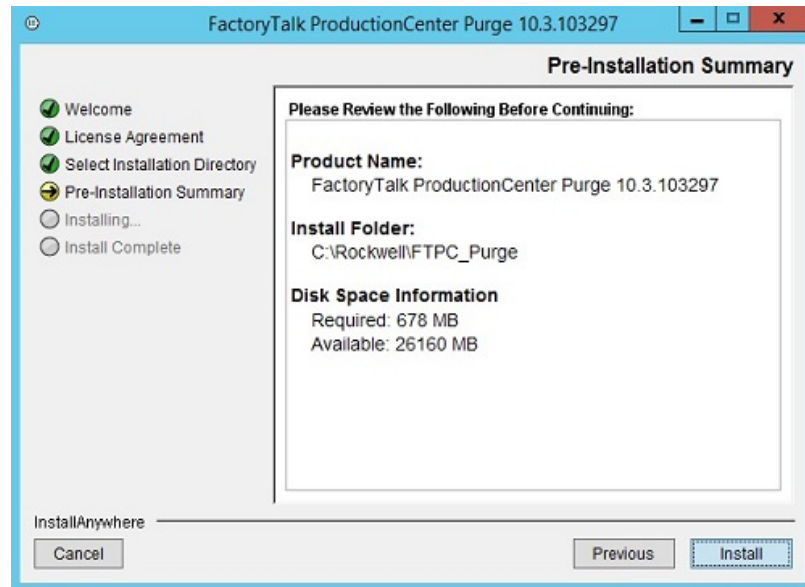 FactoryTalk ProductionCenter Purge 10.3.103297
Pre-Installation Summary
Welcome
License Agreement
Select Installation Directory
Pre-Installation Summary
Installing...
Install Complete
Please Review the Following Before Continuing:
Product Name:
FactoryTalk ProductionCenter Purge 10.3.103297
Install Folder:
C:\Rockwell\FTPC_Purge
Disk Space Information
Required: 678 MB
Available: 26160 MB
InstallAnywhere
Cancel
Previous
Install